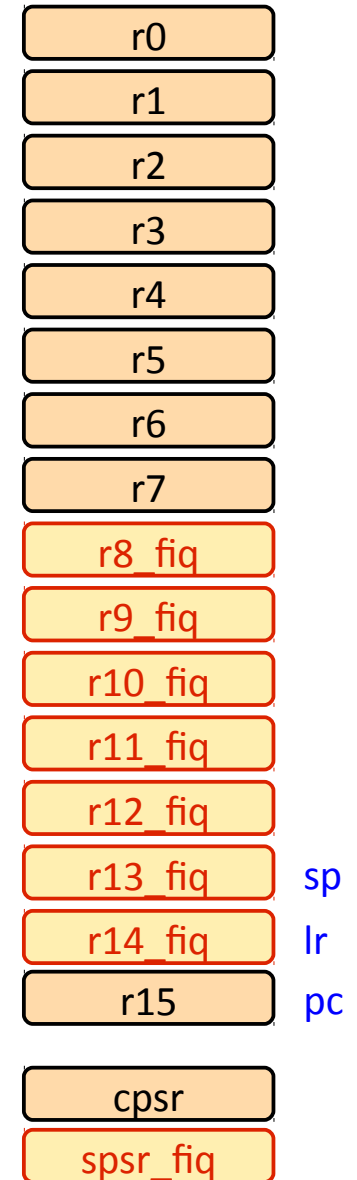 r0
r1
r2
r3
r4
r5
r6
r7
r8_fiq
r9_fiq
r10_fiq
r11_fiq
r12_fiq
r13_fiq sp
r14_fiq lr
r15 pc
cpsr
spsr_fiq